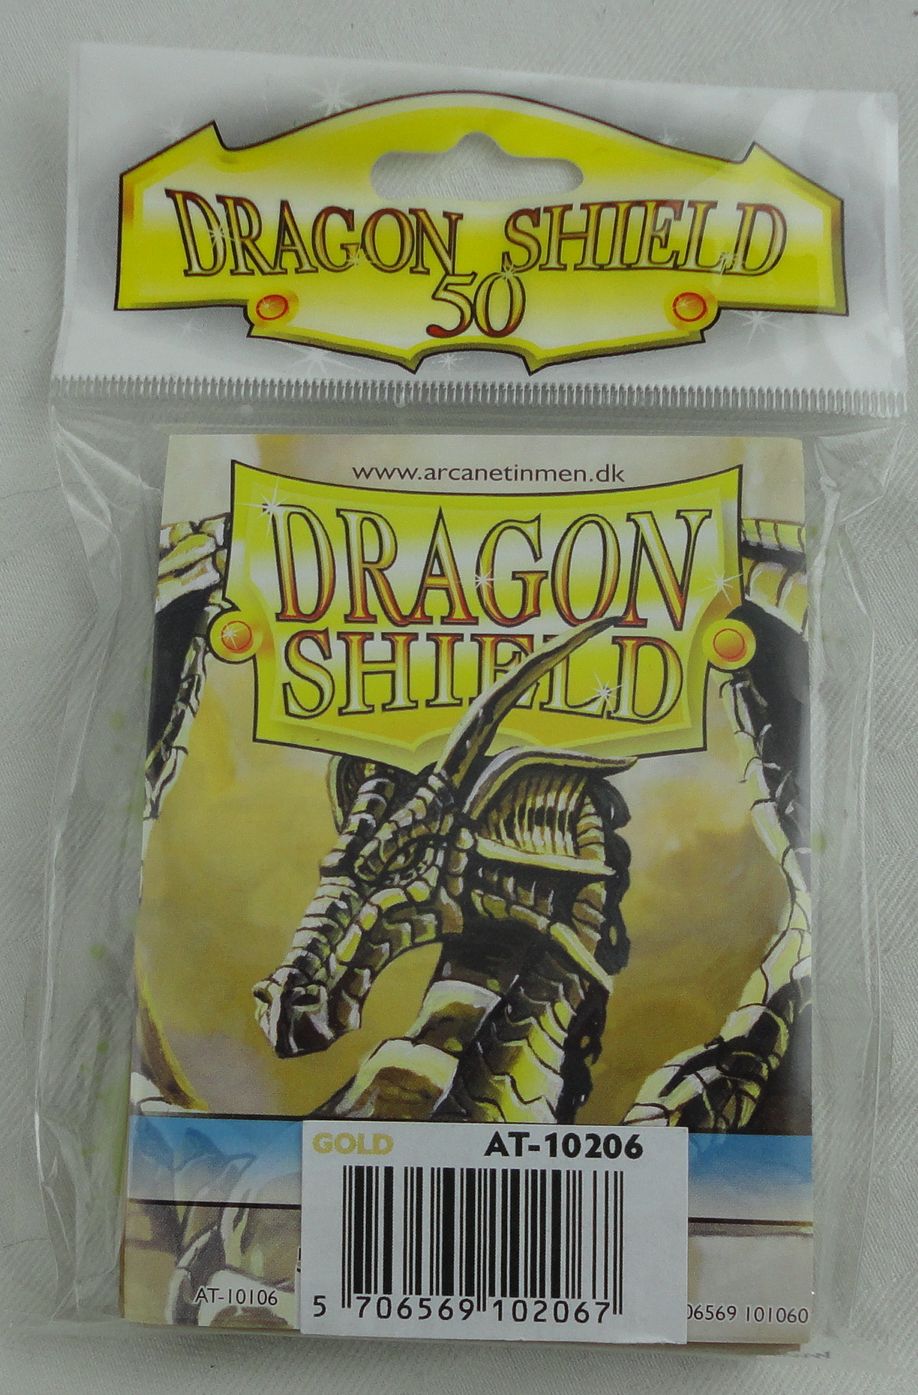 DRAGON SHIELD
50
www.arcanetinmen.dk
DRAGON
SHIELD
GOLD AT-10206
AT-10106
5 706569 102067
06569 101060